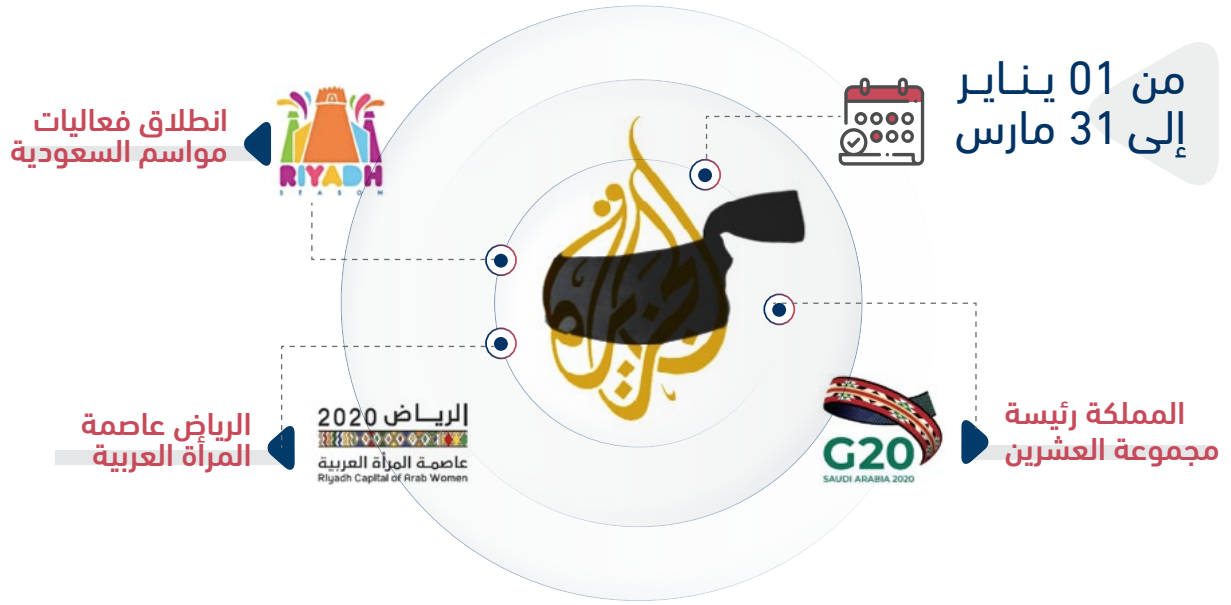 من 01 يناير
إلى 31 مارس
انطلاق فعاليات
مواسم السعودية
RIYADH
SEASON
الجزيرة
المملكة رئيسة
مجموعة العشرين
G20
SAUDI ARABIA 2020
الرياض عاصمة
المرأة العربية
الرياض 2020
عاصمة المرأة العربية
Riyadh Capital of Arab Women